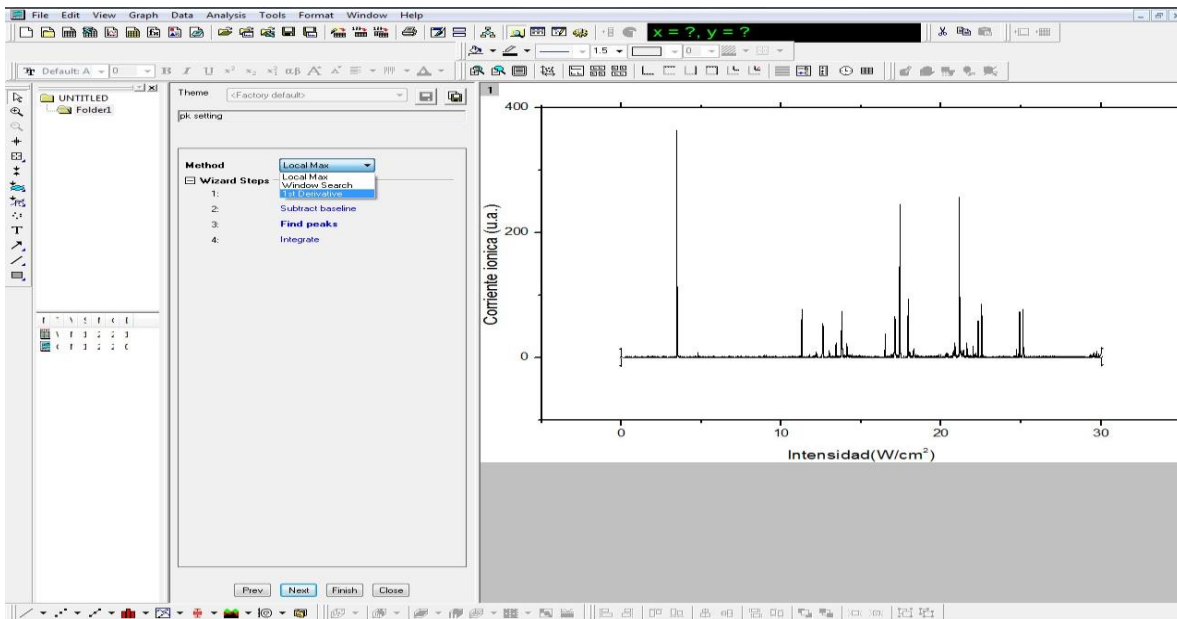 File Edit View Graph Data Analysis Tools Format Window Help
x = ?, y = ?
1.5
0
Default: A
0
B I U x² x₂ αβ A A
UNTITLED
Folder1
Theme <Factory default>
pk setting
Method Local Max
Local Max
Window Search
1st Derivative
Wizard Steps
1:
2: Subtract baseline
3: Find peaks
4: Integrate
Prev Next Finish Close
1
400
200
0
Corriente ionica (u.a.)
0 10 20 30
Intensidad(W/cm²)